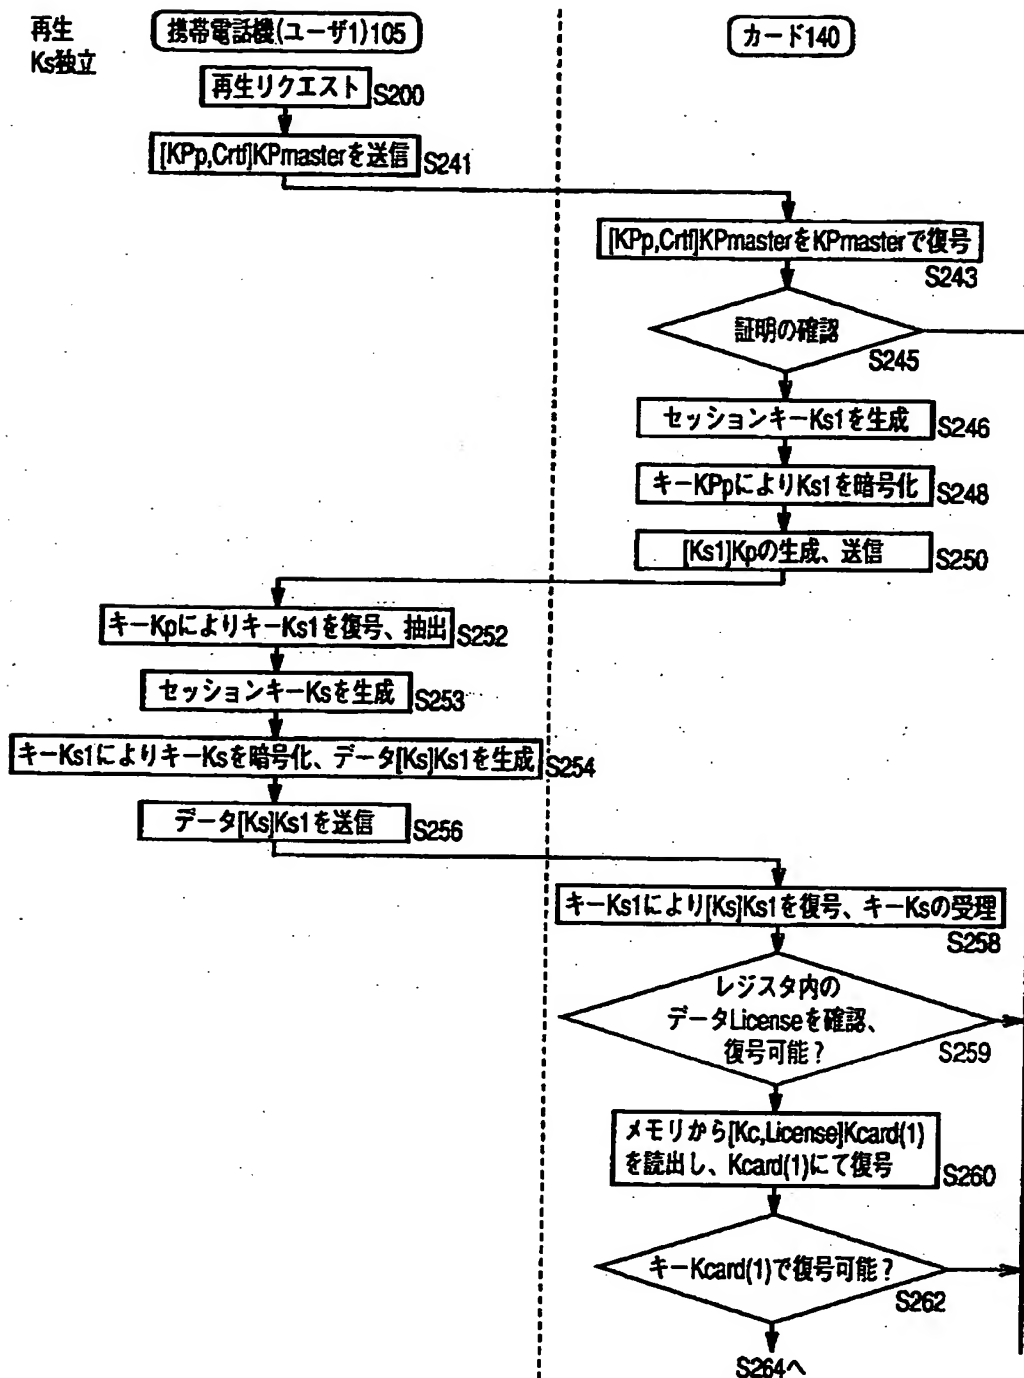 再生
Ks独立
携帯電話機(ユーザ1)105
カード140
再生リクエスト
S200
[KPp,Crtf]KPmasterを送信
S241
[KPp,Crtf]KPmasterをKPmasterで復号
S243
証明の確認
S245
セッションキーKs1を生成
S246
キーKPpによりKs1を暗号化
S248
[Ks1]Kpの生成、送信
S250
キーKpによりキーKs1を復号、抽出
S252
セッションキーKsを生成
S253
キーKs1によりキーKsを暗号化、データ[Ks]Ks1を生成
S254
データ[Ks]Ks1を送信
S256
キーKs1により[Ks]Ks1を復号、キーKsの受理
S258
レジスタ内の
データLicenseを確認、
復号可能？
S259
メモリから[Kc,License]Kcard(1)
を読出し、Kcard(1)にて復号
S260
キーKcard(1)で復号可能？
S262
S264へ